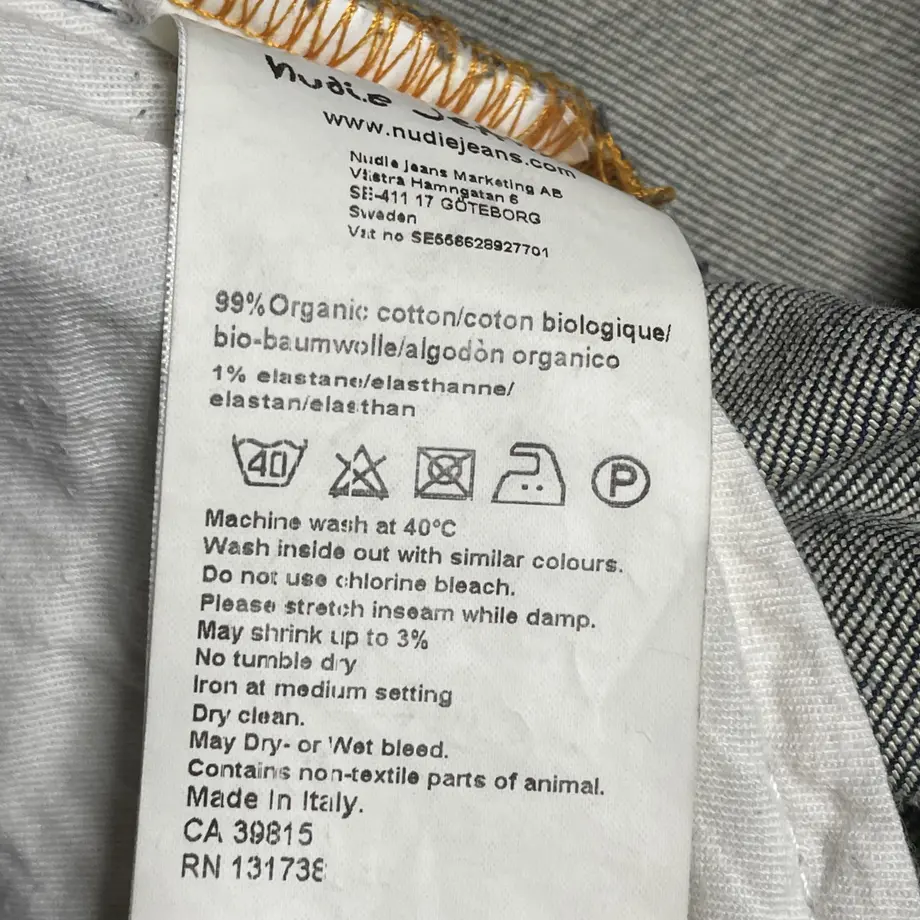 nudie
www.nudiejeans.com
Nudie Jeans Marketing AB
Västra Hamngatan 6
SE-411 17 GÖTEBORG
Sweden
Vat no SE556628927701
99% Organic cotton/coton biologique/
bio-baumwolle/algodòn organico
1% elastane/elasthanne/
elastan/elasthan
40 P
Machine wash at 40°C
Wash inside out with similar colours.
Do not use chlorine bleach.
Please stretch inseam while damp.
May shrink up to 3%
No tumble dry
Iron at medium setting
Dry clean.
May Dry- or Wet bleed.
Contains non-textile parts of animal.
Made In Italy.
CA 39815
RN 131738